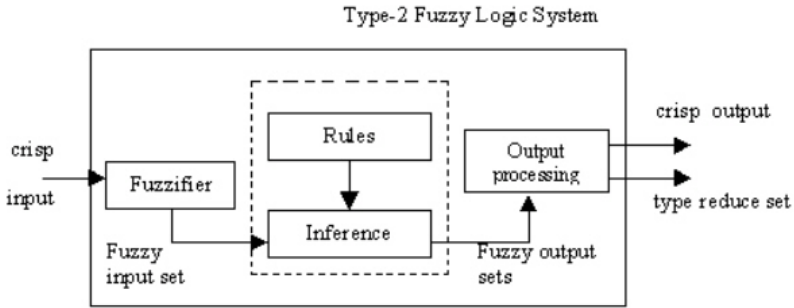 Type-2 Fuzzy Logic System
crisp
input
Fuzzifier
Fuzzy
input set
Rules
Inference
Fuzzy output
sets
Output
processing
crisp output
type reduce set